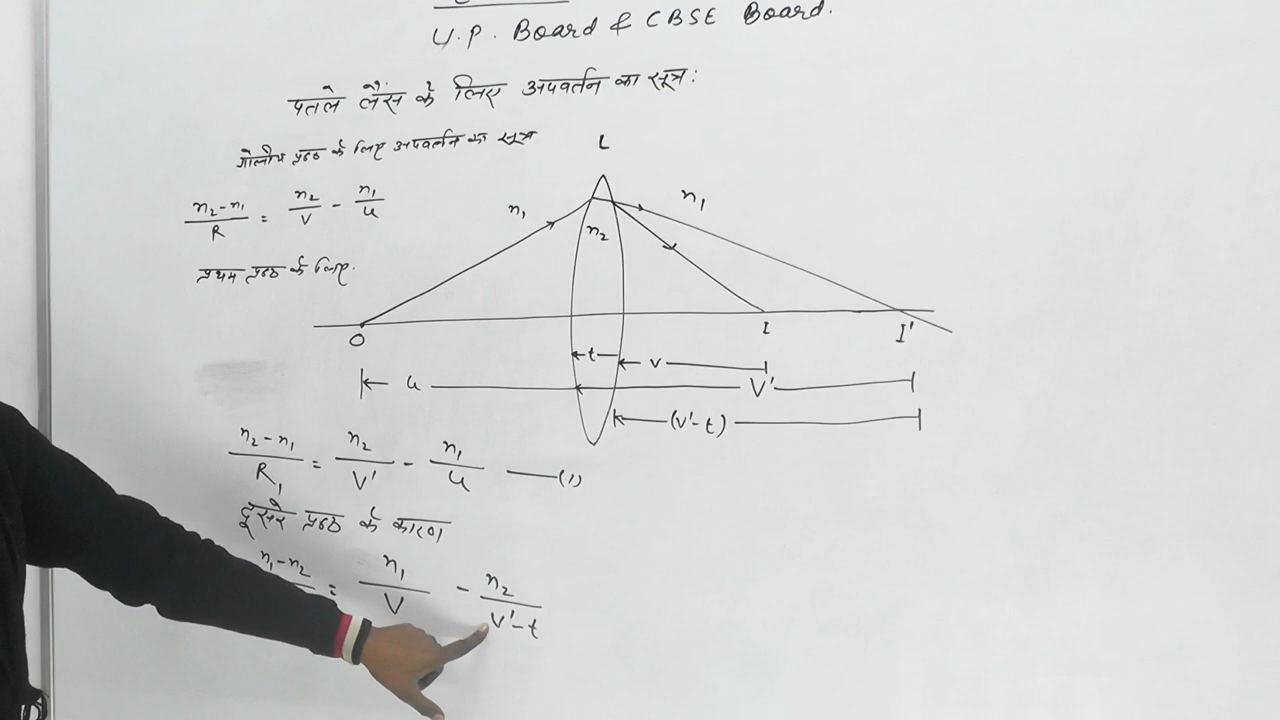 U.P. Board & CBSE Board.
पतले लैंस के लिए अपवर्तन का सूत्र:
गोलीय पृष्ठ के लिए अपवर्तन का सूत्र
L
n₂-n₁/R = n₂/V - n₁/u
n₁
n₂
n₁
प्रथम पृष्ठ के लिए.
O
I
I'
t
v
u
V'
(v'-t)
n₂-n₁/R₁ = n₂/V' - n₁/u —(1)
दूसरे पृष्ठ के कारण
n₁-n₂ = n₁/V - n₂/V'-t